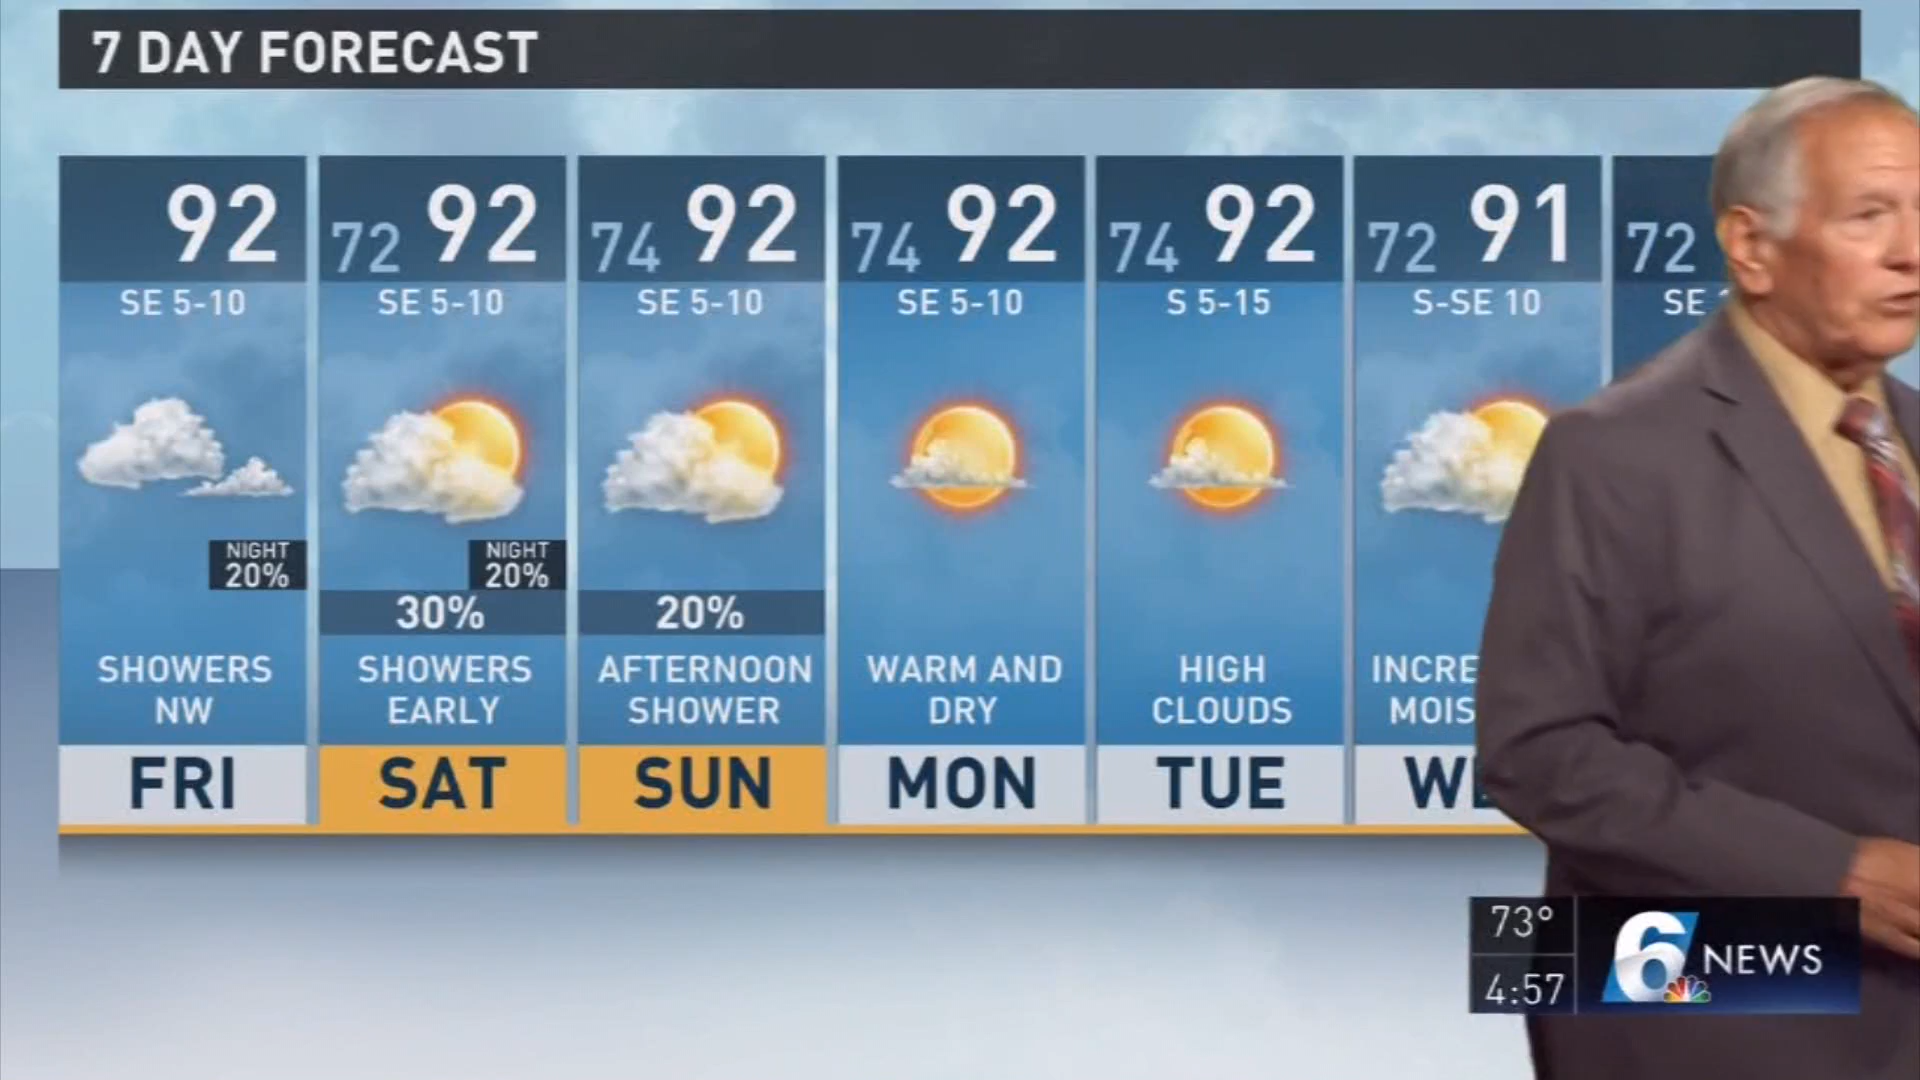 7 DAY FORECAST
92
SE 5-10
NIGHT
20%
SHOWERS
NW
FRI
72 92
SE 5-10
NIGHT
20%
30%
SHOWERS
EARLY
SAT
74 92
SE 5-10
20%
AFTERNOON
SHOWER
SUN
74 92
SE 5-10
WARM AND
DRY
MON
74 92
S 5-15
HIGH
CLOUDS
TUE
72 91
S-SE 10
72
SE
73°
4:57
6 NEWS